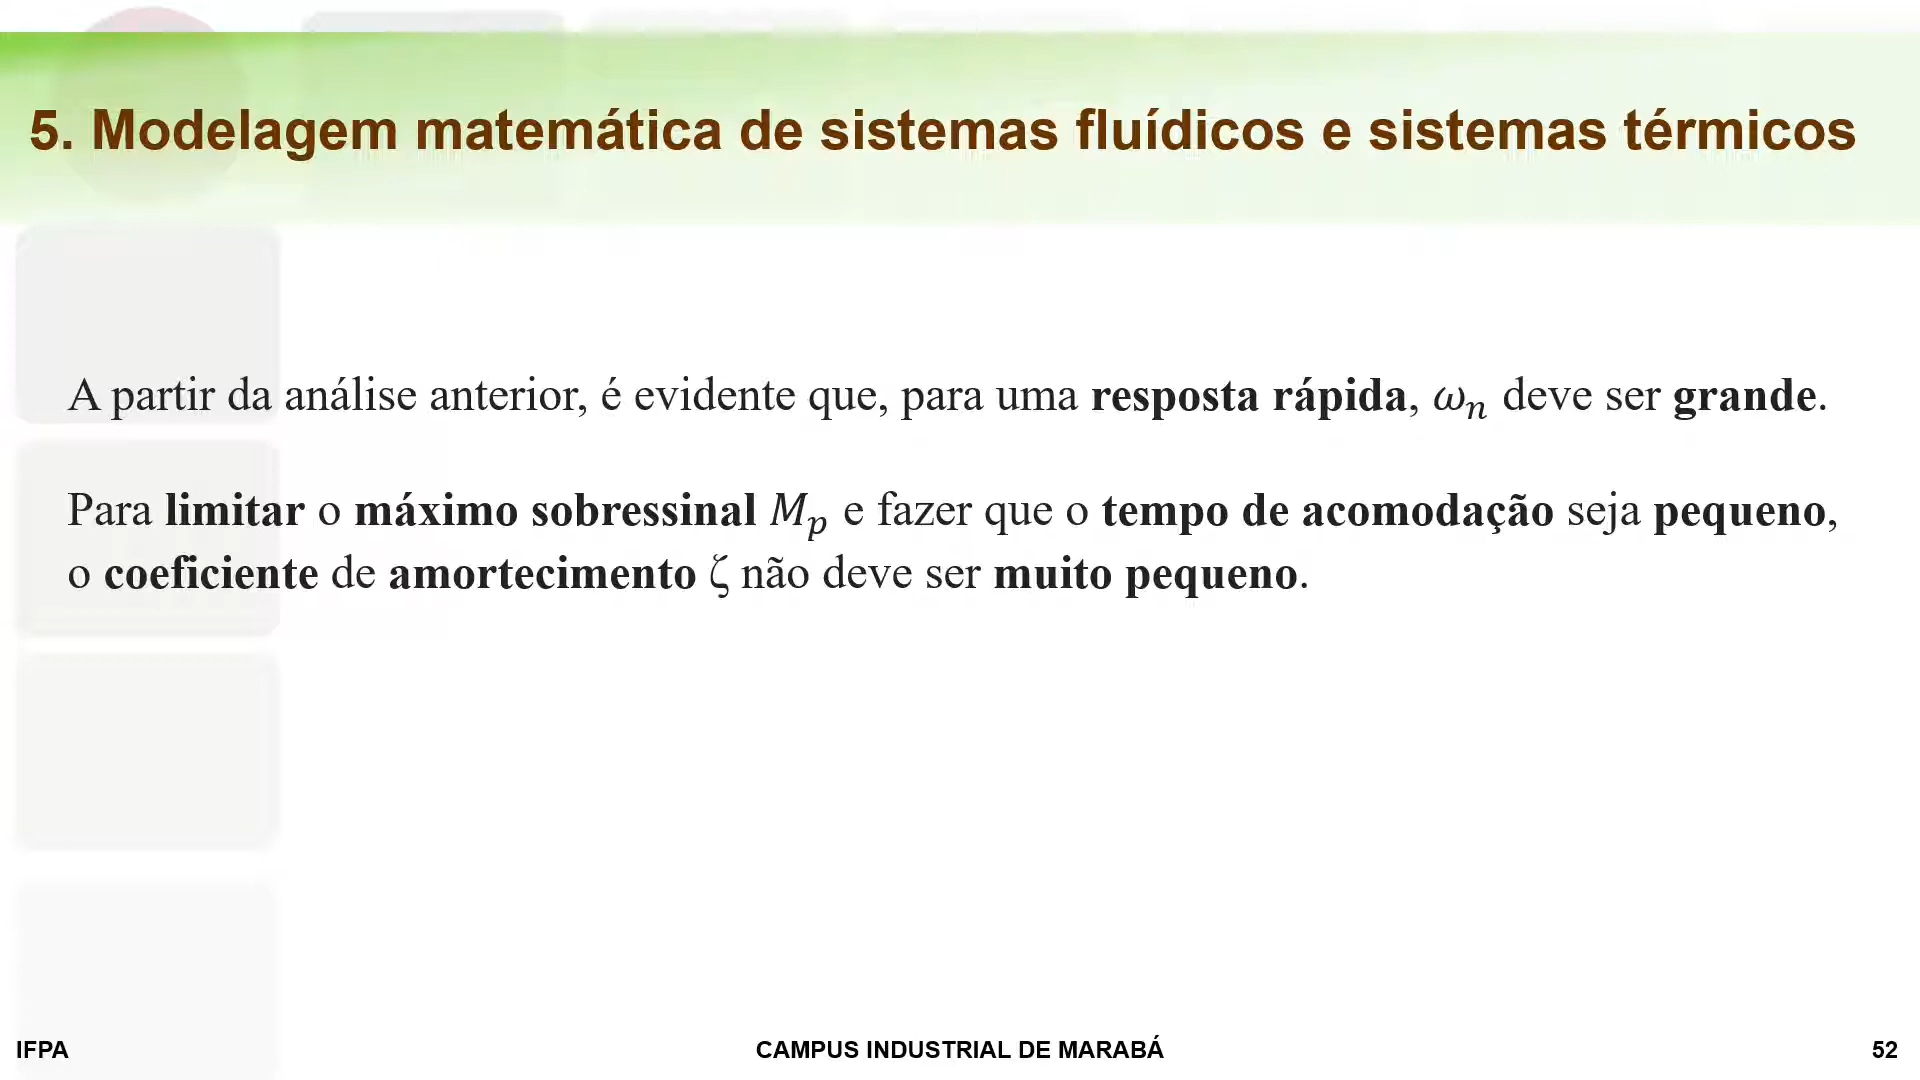 5. Modelagem matemática de sistemas fluídicos e sistemas térmicos
A partir da análise anterior, é evidente que, para uma resposta rápida, ωₙ deve ser grande.
Para limitar o máximo sobressinal Mₚ e fazer que o tempo de acomodação seja pequeno,
o coeficiente de amortecimento ζ não deve ser muito pequeno.
IFPA
CAMPUS INDUSTRIAL DE MARABÁ
52